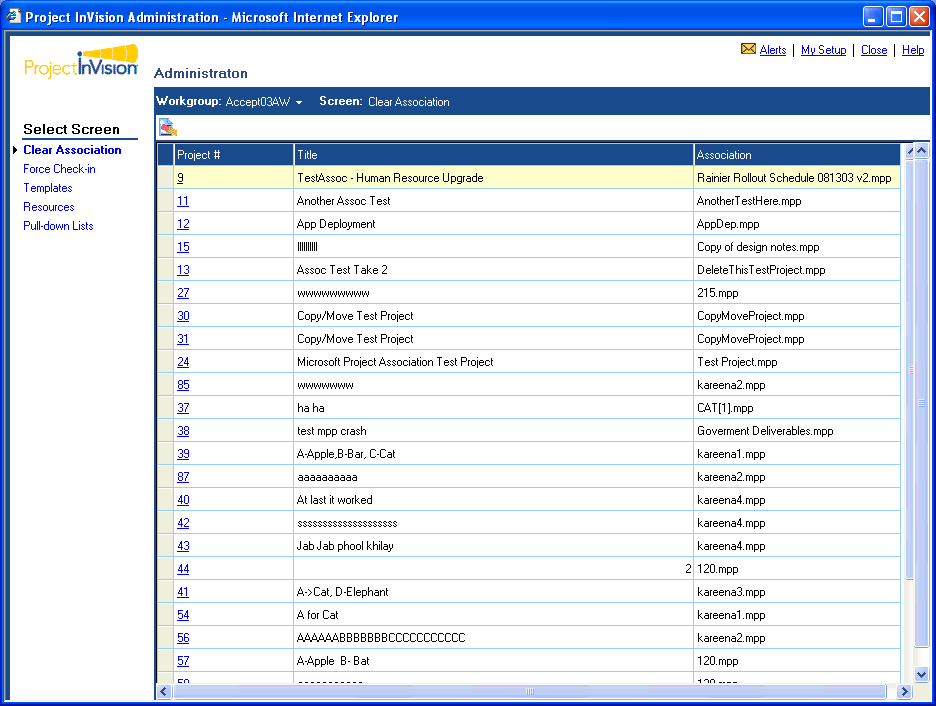 Project InVision Administration - Microsoft Internet Explorer
Alerts | My Setup | Close | Help
ProjectInVision
Administraton
Workgroup: Accept03AW Screen: Clear Association
Select Screen
Clear Association
Force Check-in
Templates
Resources
Pull-down Lists
Project # Title Association
9 TestAssoc - Human Resource Upgrade Rainier Rollout Schedule 081303 v2.mpp
11 Another Assoc Test AnotherTestHere.mpp
12 App Deployment AppDep.mpp
15 Copy of design notes.mpp
13 Assoc Test Take 2 DeleteThisTestProject.mpp
27 wwwwwwwww 215.mpp
30 Copy/Move Test Project CopyMoveProject.mpp
31 Copy/Move Test Project CopyMoveProject.mpp
24 Microsoft Project Association Test Project Test Project.mpp
85 wwwwwww kareena2.mpp
37 ha ha CAT[1].mpp
38 test mpp crash Goverment Deliverables.mpp
39 A-Apple,B-Bar, C-Cat kareena1.mpp
87 aaaaaaaaaa kareena2.mpp
40 At last it worked kareena4.mpp
42 ssssssssssssssssssss kareena4.mpp
43 Jab Jab phool khilay kareena4.mpp
44 2 120.mpp
41 A->Cat, D-Elephant kareena3.mpp
54 A for Cat kareena1.mpp
56 AAAAAABBBBBBBCCCCCCCCCCC kareena2.mpp
57 A-Apple B- Bat 120.mpp